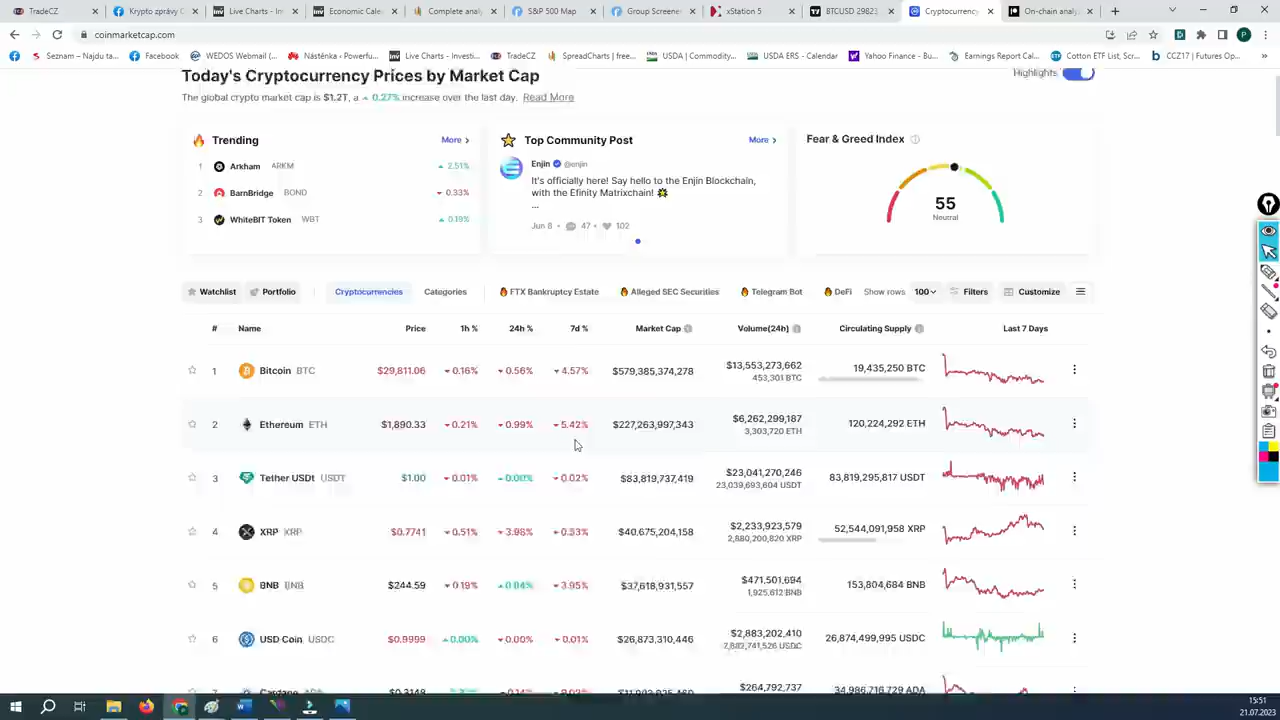 TradeCZ
Krypto zprávy C
Live Charts - In
Economic Cale
Complete analy
S&P 500 Map
Group Screene
xStation 5
BTCUSD 29823
Cryptocurrency
On-chain analy
coinmarketcap.com
Seznam – Najdu ta...
Facebook
WEDOS Webmail (...
Nástěnka ‹ Powerfu...
Live Charts - Investi...
TradeCZ
SpreadCharts | free...
USDA | Commodity...
USDA ERS - Calendar
Yahoo Finance - Bu...
Earnings Report Cal...
Cotton ETF List, Scr...
CCZ17 | Futures Op...
Today's Cryptocurrency Prices by Market Cap
Highlights
The global crypto market cap is $1.2T, a 0.27% increase over the last day. Read More
Trending
More
1 Arkham ARKM 2.51%
2 BarnBridge BOND 0.33%
3 WhiteBIT Token WBT 0.19%
Top Community Post
More
Enjin @enjin
It's officially here! Say hello to the Enjin Blockchain,
with the Efinity Matrixchain!
...
Jun 8 • 47 • 102
Fear & Greed Index
55
Neutral
Watchlist Portfolio Cryptocurrencies Categories FTX Bankruptcy Estate Alleged SEC Securities Telegram Bot DeFi Show rows 100 Filters Customize
# Name Price 1h % 24h % 7d % Market Cap Volume(24h) Circulating Supply Last 7 Days
1 Bitcoin BTC $29,811.06 0.16% 0.56% 4.57% $579,385,374,278 $13,553,273,662 19,435,250 BTC
453,301 BTC
2 Ethereum ETH $1,890.33 0.21% 0.99% 5.42% $227,263,997,343 $6,262,299,187 120,224,292 ETH
3,303,720 ETH
3 Tether USDt USDT $1.00 0.01% 0.00% 0.02% $83,819,737,419 $23,041,270,246 83,819,295,817 USDT
23,039,693,604 USDT
4 XRP XRP $0.7741 0.51% 3.98% $40,675,204,158 $2,233,923,579 52,544,091,958 XRP
2,880,200,820 XRP
5 BNB BNB $244.59 0.19% 0.84% 3.95% $37,618,931,557 $471,501,694 153,804,684 BNB
1,925,612 BNB
6 USD Coin USDC $0.9999 0.00% 0.00% 0.01% $26,873,310,446 $2,883,202,410 26,874,499,995 USDC
7 Cardano ADA $0.3148 $264,792,737 34,986,716,729 ADA
15:51
21.07.2023